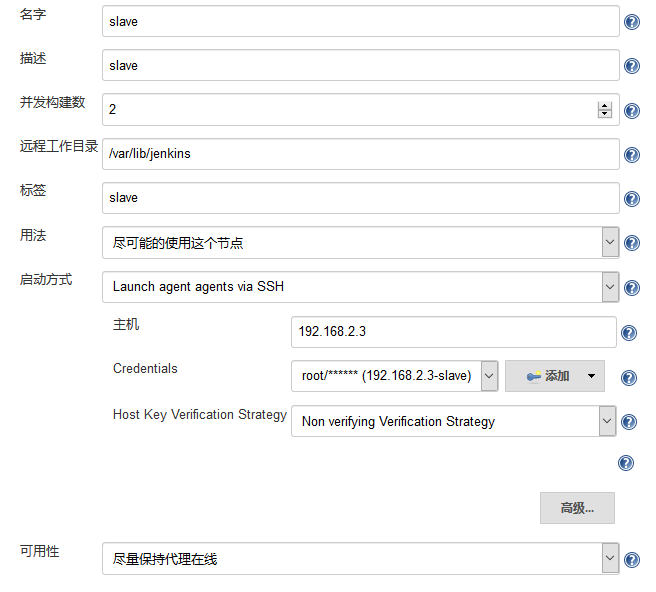 名字 slave
描述 slave
并发构建数 2
远程工作目录 /var/lib/jenkins
标签 slave
用法 尽可能的使用这个节点
启动方式 Launch agent agents via SSH
主机 192.168.2.3
Credentials root/****** (192.168.2.3-slave) 添加
Host Key Verification Strategy Non verifying Verification Strategy
高级...
可用性 尽量保持代理在线